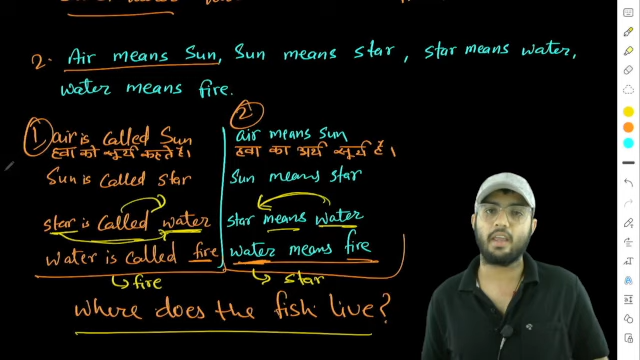 2. Air means Sun, Sun means star, star means water,
water means fire.
1 air is called Sun
हवा को सूर्य कहते हैं।
Sun is called star
star is called water
water is called fire
→ fire
2
air means sun
हवा का अर्थ सूर्य हैं।
Sun means star
star means water
water means fire
→ star
where does the fish live?